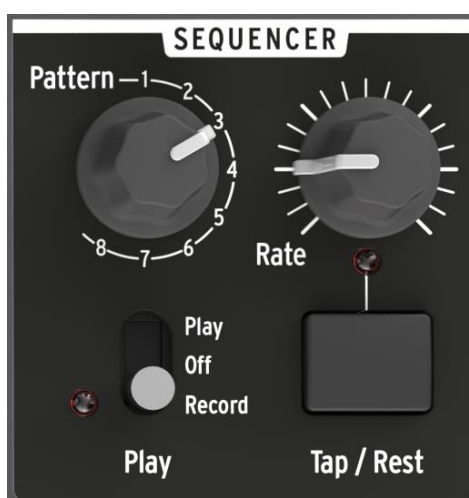 SEQUENCER
Pattern
1
2
3
4
5
6
7
8
Rate
Play
Off
Record
Play
Tap / Rest